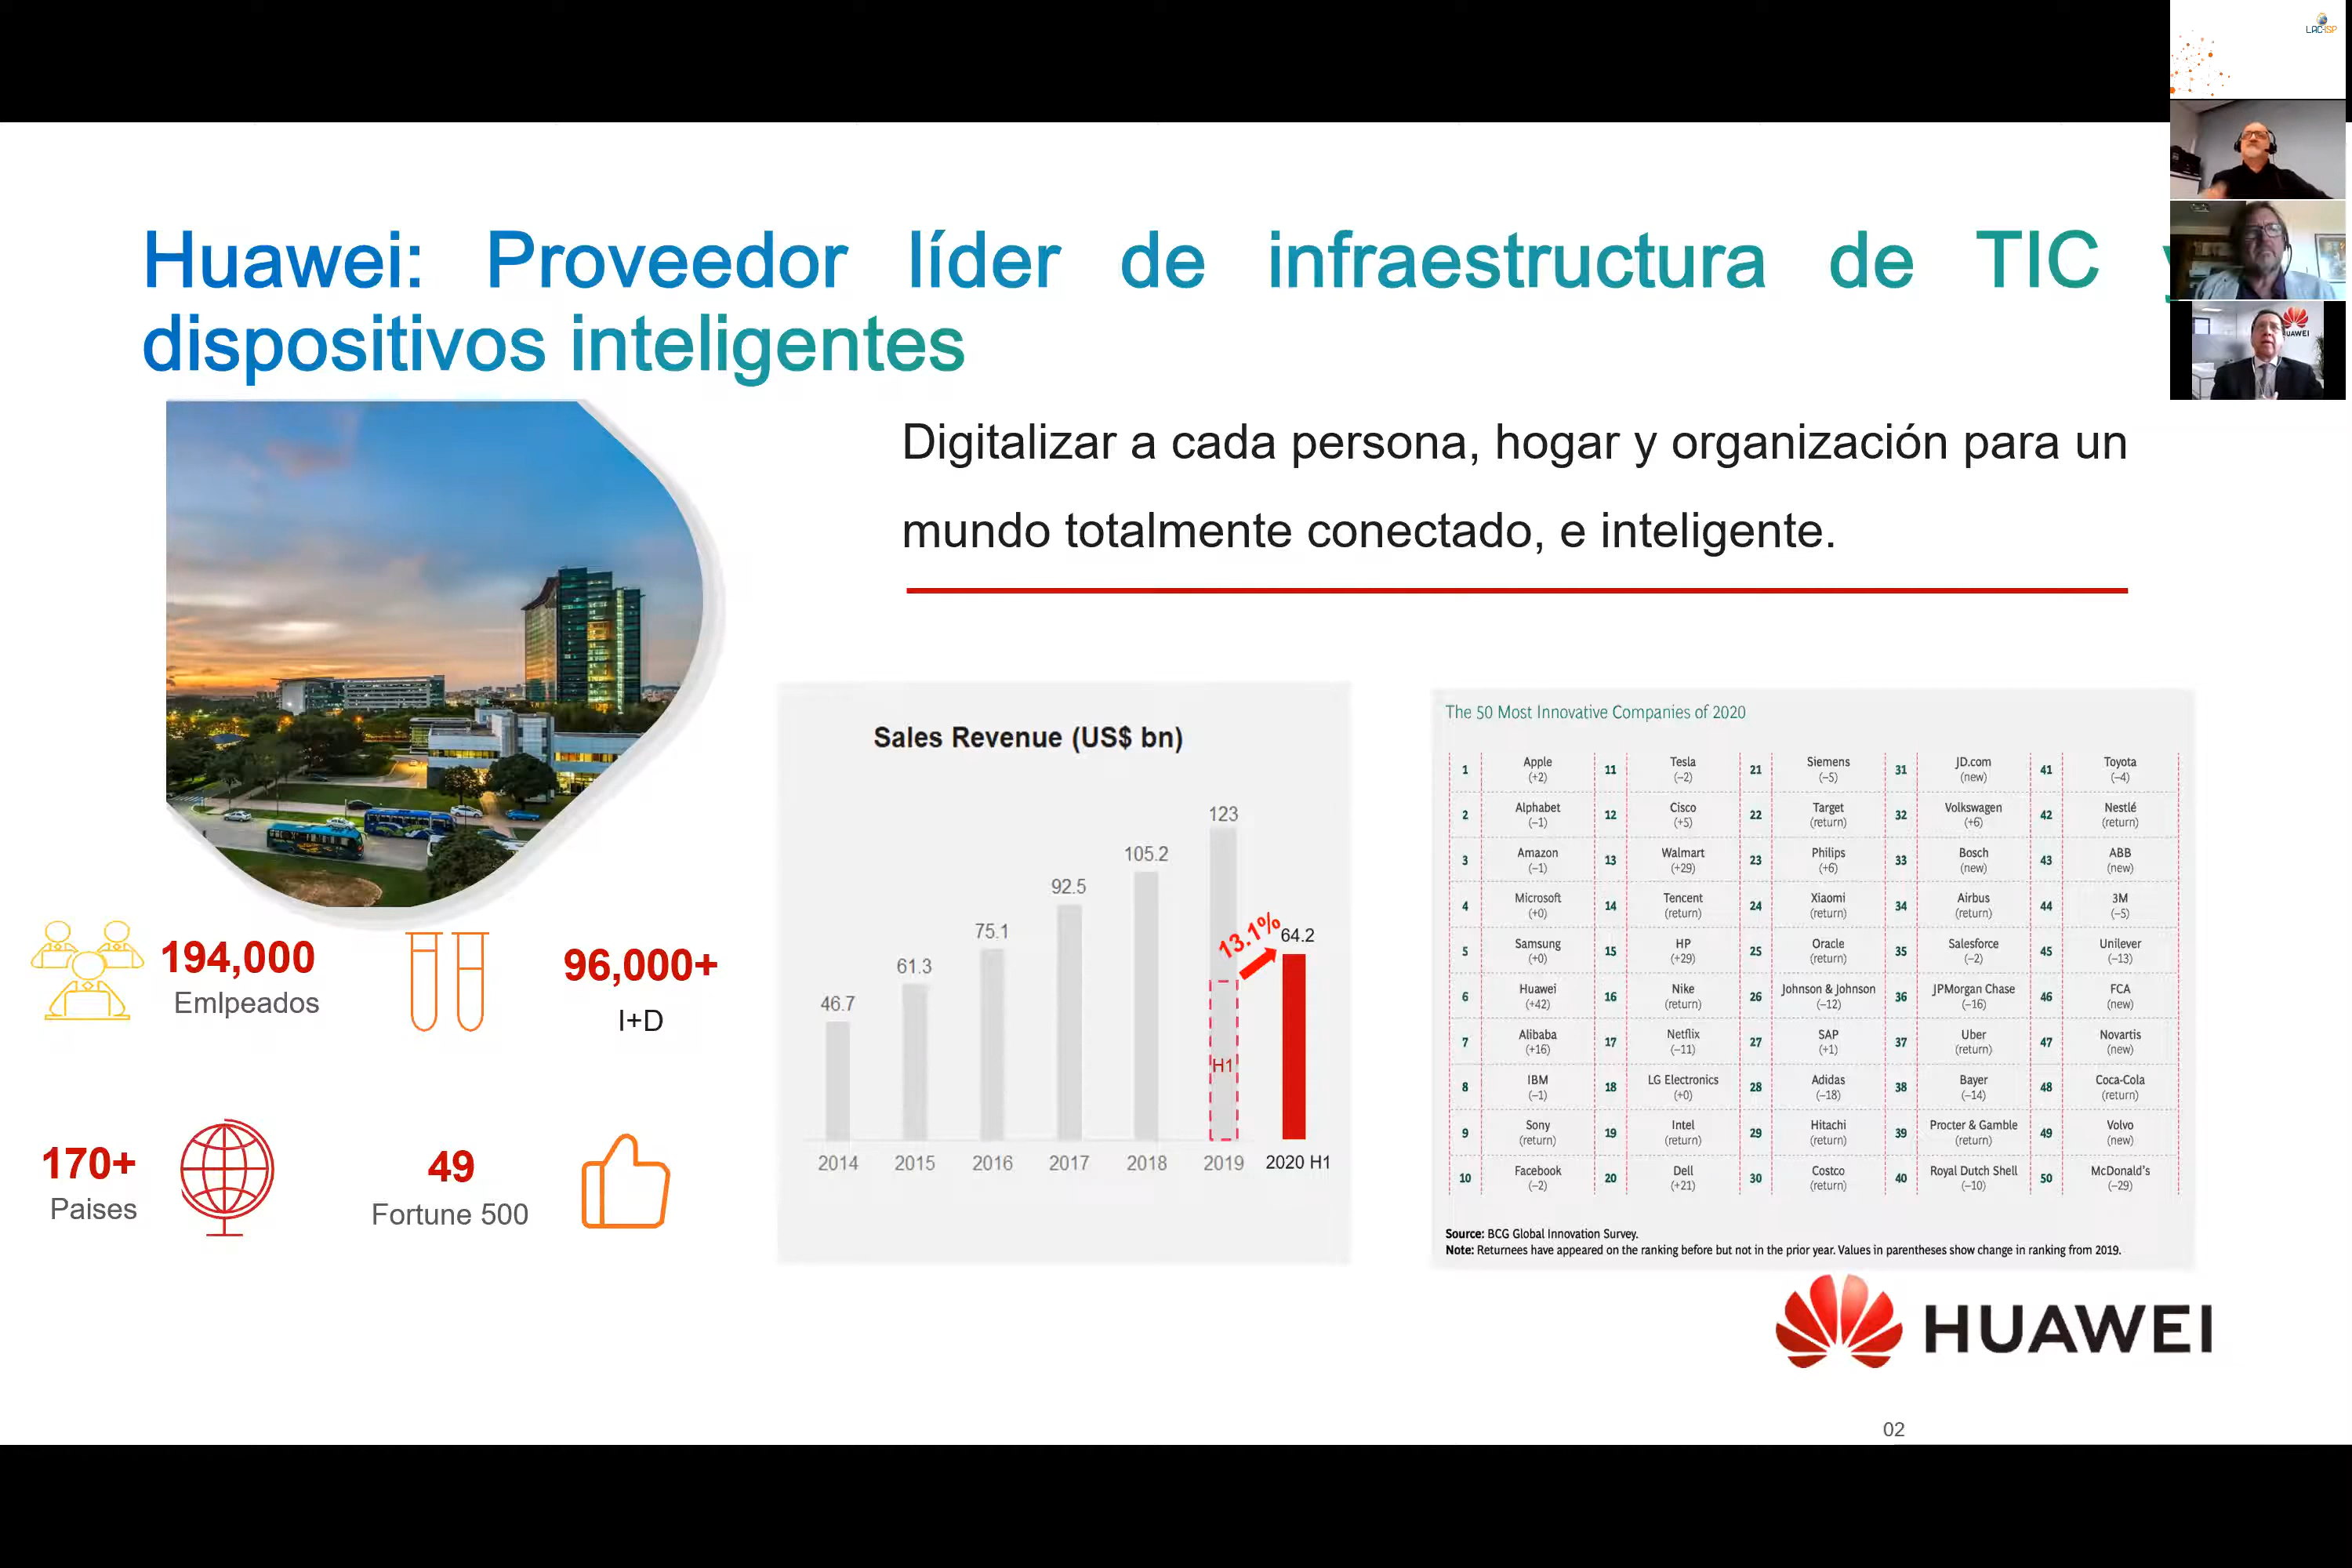 LAC-ISP
Huawei: Proveedor líder de infraestructura de TIC y
dispositivos inteligentes
HUAWEI
Digitalizar a cada persona, hogar y organización para un
mundo totalmente conectado, e inteligente.
194,000
Emlpeados
96,000+
I+D
170+
Paises
49
Fortune 500
Sales Revenue (US$ bn)
46.7
61.3
75.1
92.5
105.2
123
13.1%
64.2
H1
2014 2015 2016 2017 2018 2019 2020 H1
The 50 Most Innovative Companies of 2020
1 Apple (+2) 11 Tesla (–2) 21 Siemens (–5) 31 JD.com (new) 41 Toyota (–4)
2 Alphabet (–1) 12 Cisco (+5) 22 Target (return) 32 Volkswagen (+6) 42 Nestlé (return)
3 Amazon (–1) 13 Walmart (+29) 23 Philips (+6) 33 Bosch (new) 43 ABB (new)
4 Microsoft (+0) 14 Tencent (return) 24 Xiaomi (return) 34 Airbus (return) 44 3M (–5)
5 Samsung (+0) 15 HP (+29) 25 Oracle (return) 35 Salesforce (–2) 45 Unilever (–13)
6 Huawei (+42) 16 Nike (return) 26 Johnson & Johnson (–12) 36 JPMorgan Chase (–16) 46 FCA (new)
7 Alibaba (+16) 17 Netflix (–11) 27 SAP (+1) 37 Uber (return) 47 Novartis (new)
8 IBM (–1) 18 LG Electronics (+0) 28 Adidas (–18) 38 Bayer (–14) 48 Coca-Cola (return)
9 Sony (return) 19 Intel (return) 29 Hitachi (return) 39 Procter & Gamble (return) 49 Volvo (new)
10 Facebook (–2) 20 Dell (+21) 30 Costco (return) 40 Royal Dutch Shell (–10) 50 McDonald's (–29)
Source: BCG Global Innovation Survey.
Note: Returnees have appeared on the ranking before but not in the prior year. Values in parentheses show change in ranking from 2019.
HUAWEI
02